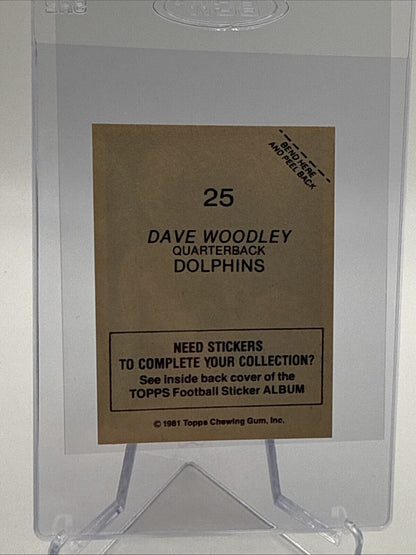 BEND HERE
AND PEEL BACK
25
DAVE WOODLEY
QUARTERBACK
DOLPHINS
NEED STICKERS
TO COMPLETE YOUR COLLECTION?
See inside back cover of the
TOPPS Football Sticker ALBUM
© 1981 Topps Chewing Gum, Inc.